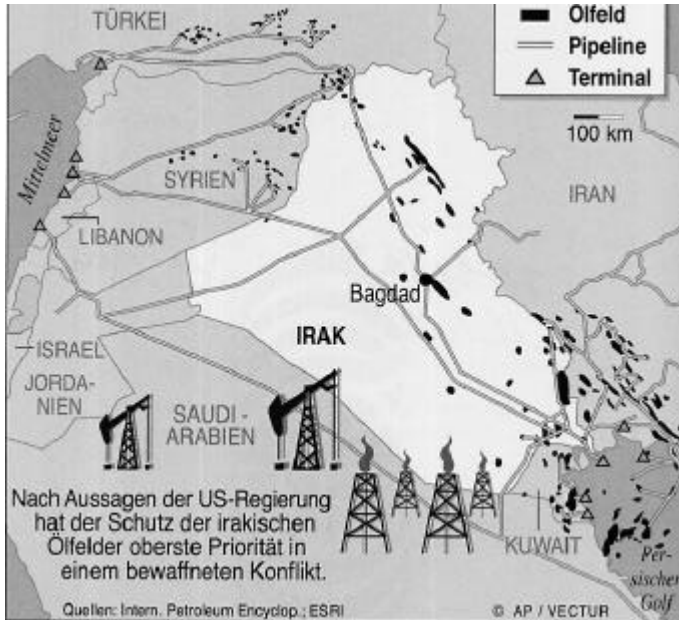 TÜRKEI
Ölfeld
Pipeline
Terminal
100 km
Mittelmeer
SYRIEN
IRAN
LIBANON
Bagdad
IRAK
ISRAEL
JORDA-
NIEN
SAUDI-
ARABIEN
Nach Aussagen der US-Regierung
hat der Schutz der irakischen
Ölfelder oberste Priorität in
einem bewaffneten Konflikt.
KUWAIT
Per-
sischer
Golf
Quellen: Intern. Petroleum Encyclop.; ESRI
© AP / VECTUR